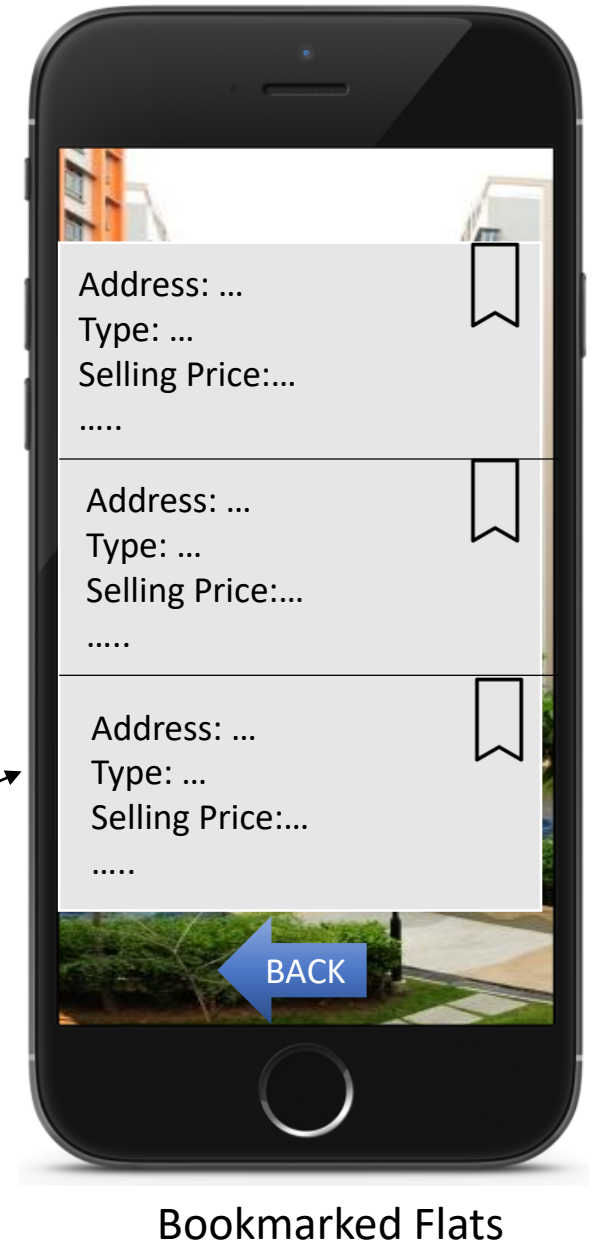 Address: …
Type: …
Selling Price:…
…..
Address: …
Type: …
Selling Price:…
…..
Address: …
Type: …
Selling Price:…
…..
BACK
Bookmarked Flats